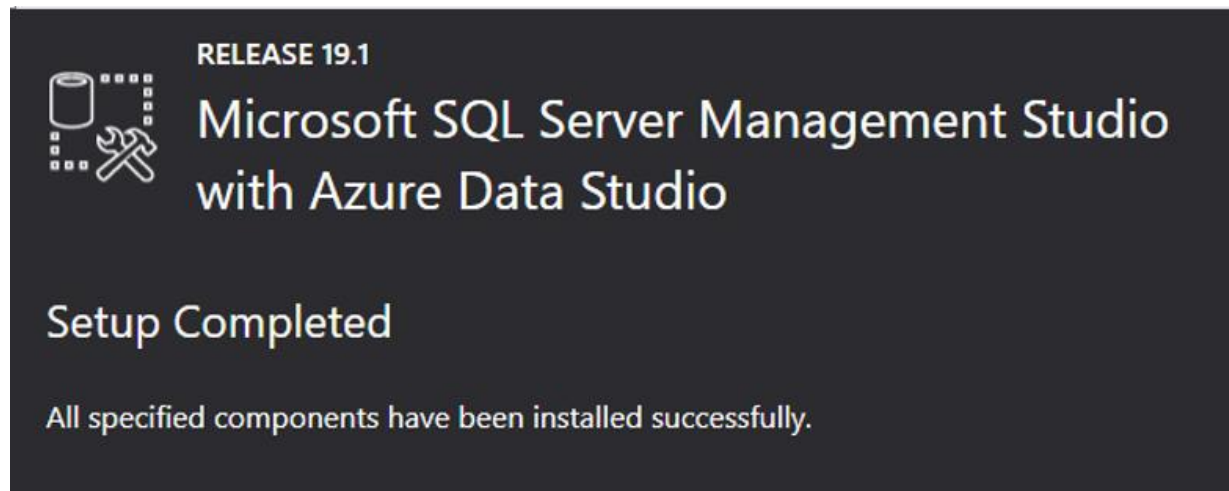 RELEASE 19.1
Microsoft SQL Server Management Studio
with Azure Data Studio
Setup Completed
All specified components have been installed successfully.